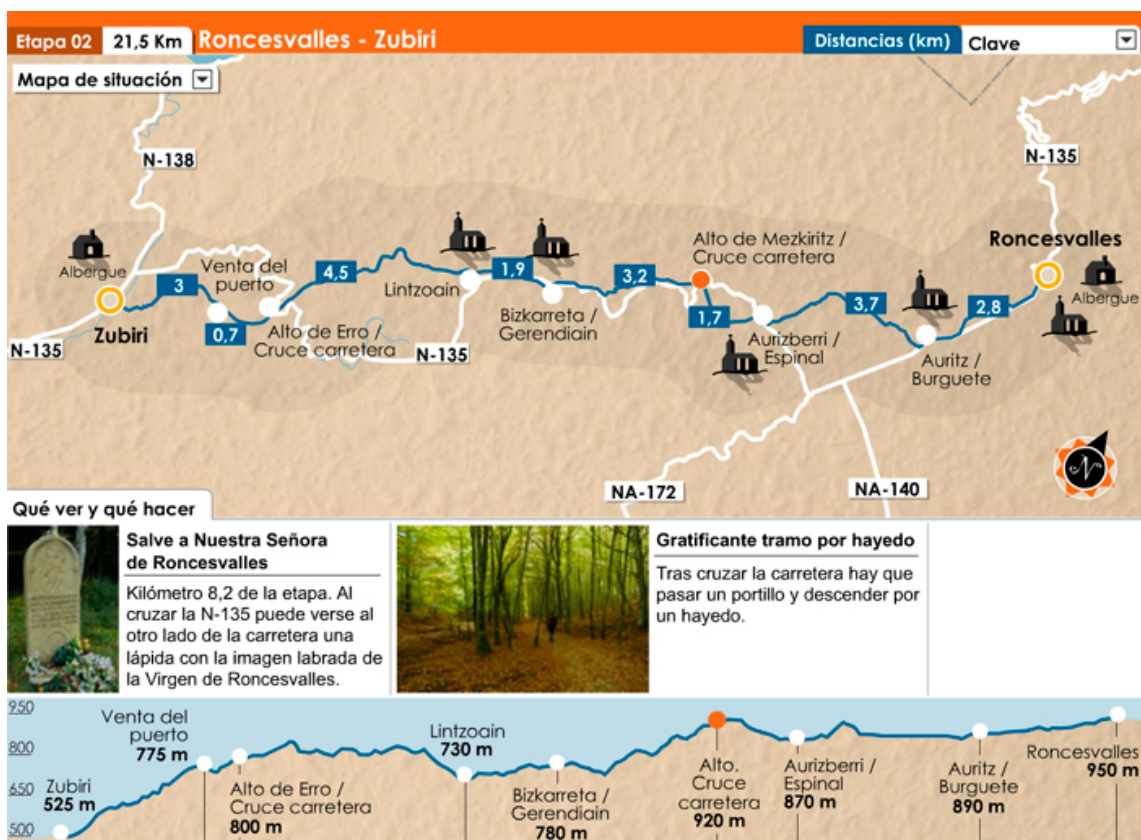 Etapa 02 21,5 Km Roncesvalles - Zubiri Distancias (km) Clave
Mapa de situación
N-138
N-135
Roncesvalles
Albergue
Alto de Mezkiritz /
Cruce carretera
Albergue
Venta del
puerto
4,5
1,9
3,2
3
Lintzoain
3,7
2,8
Zubiri
0,7
Alto de Erro /
Cruce carretera
Bizkarreta /
Gerendiain
1,7
Aurizberri /
Espinal
Auritz /
Burguete
N-135
N-135
NA-172
NA-140
N
Qué ver y qué hacer
Salve a Nuestra Señora
de Roncesvalles
Kilómetro 8,2 de la etapa. Al
cruzar la N-135 puede verse al
otro lado de la carretera una
lápida con la imagen labrada de
la Virgen de Roncesvalles.
Gratificante tramo por hayedo
Tras cruzar la carretera hay que
pasar un portillo y descender por
un hayedo.
950
800
650
500
Zubiri
525 m
Venta del
puerto
775 m
Alto de Erro /
Cruce carretera
800 m
Lintzoain
730 m
Bizkarreta /
Gerendiain
780 m
Alto.
Cruce
carretera
920 m
Aurizberri /
Espinal
870 m
Auritz /
Burguete
890 m
Roncesvalles
950 m